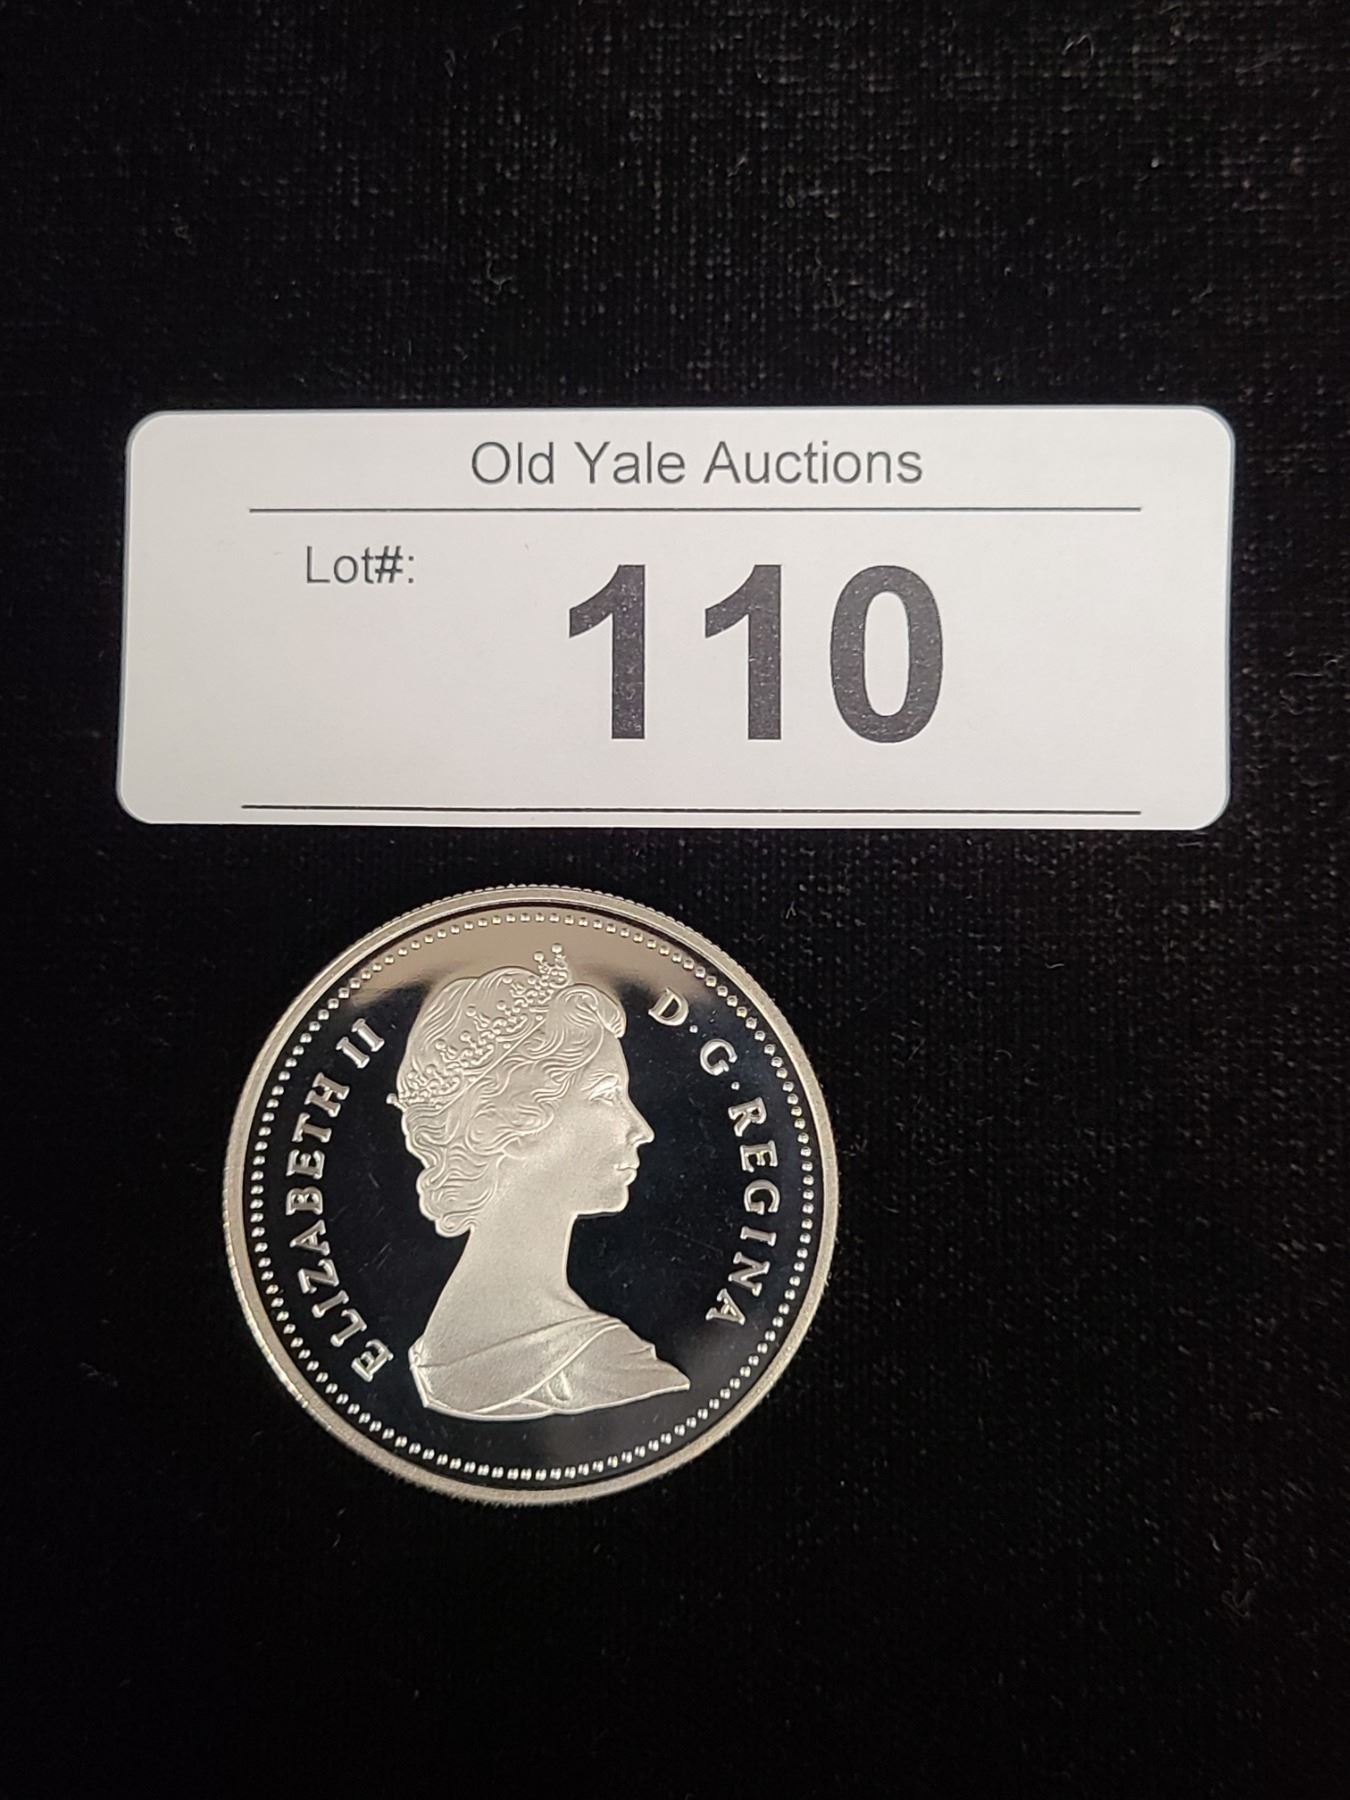 Old Yale Auctions
Lot#:
110
ELIZABETH II
D·G·REGINA